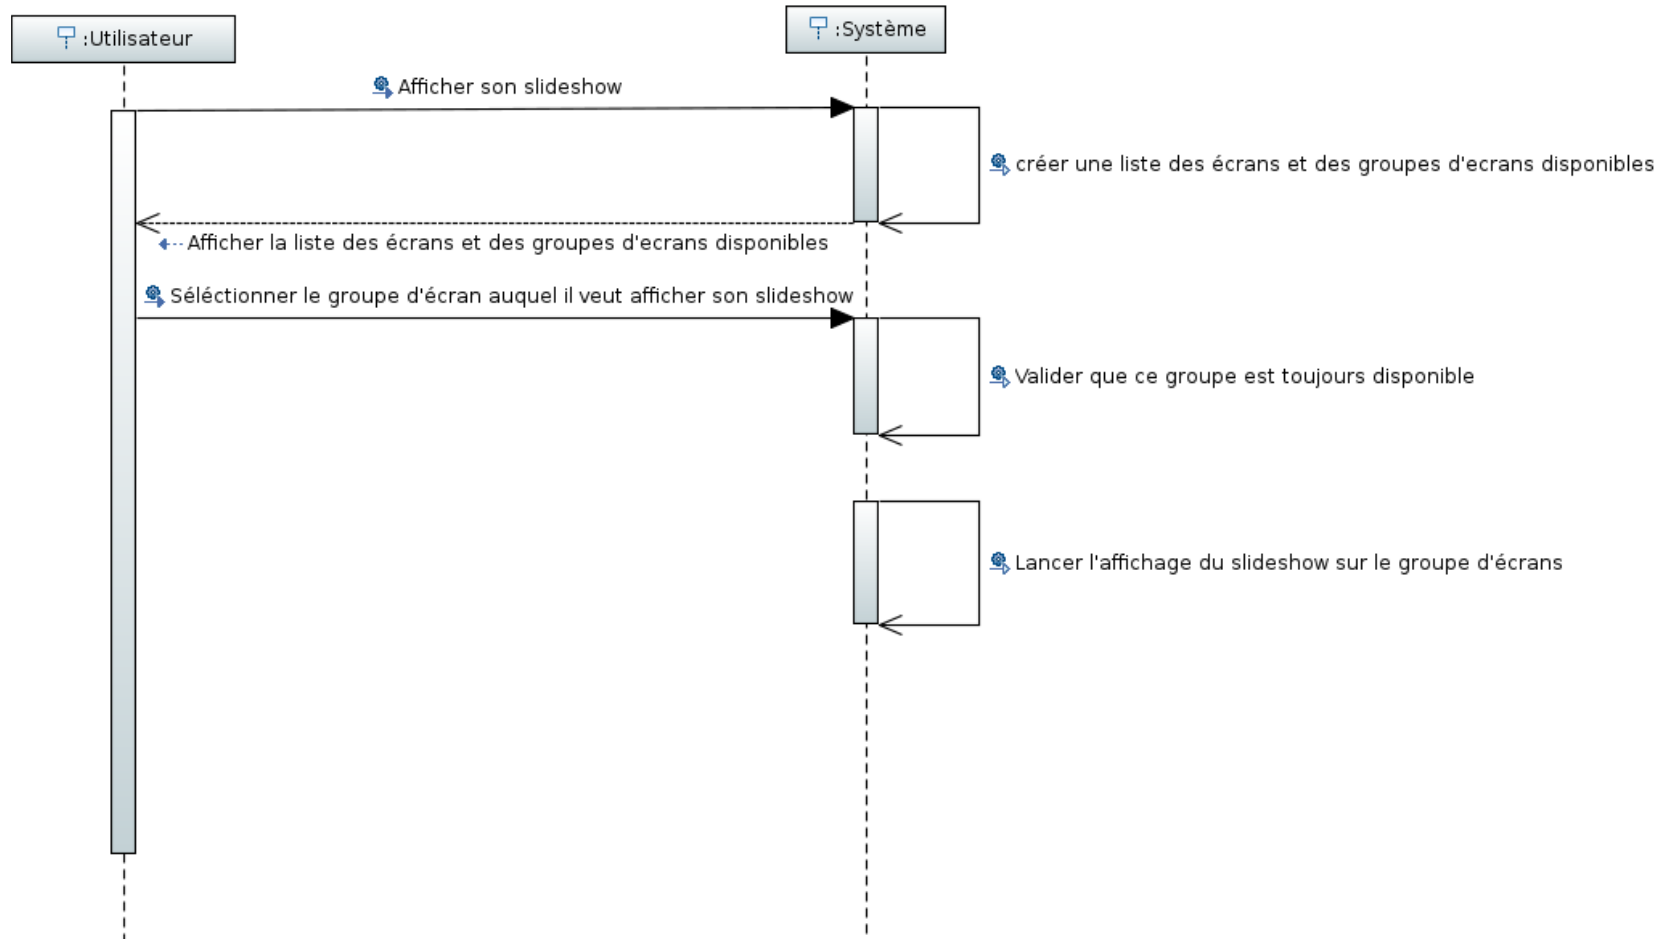 :Utilisateur
:Système
Afficher son slideshow
créer une liste des écrans et des groupes d'ecrans disponibles
Afficher la liste des écrans et des groupes d'ecrans disponibles
Séléctionner le groupe d'écran auquel il veut afficher son slideshow
Valider que ce groupe est toujours disponible
Lancer l'affichage du slideshow sur le groupe d'écrans